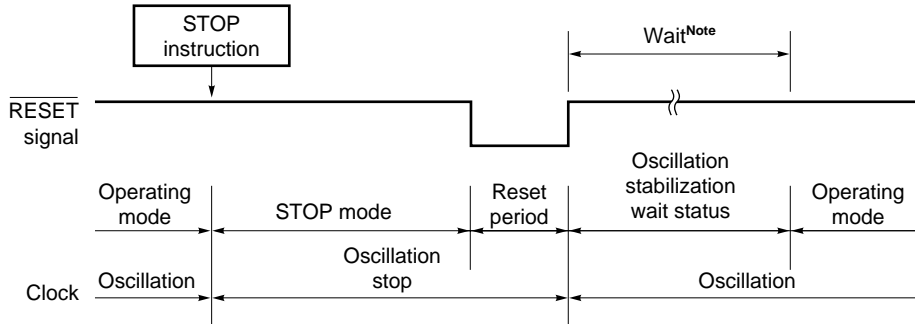 STOP
instruction
Wait Note
RESET
signal
Operating
mode
STOP mode
Reset
period
Oscillation
stabilization
wait status
Operating
mode
Clock
Oscillation
Oscillation
stop
Oscillation